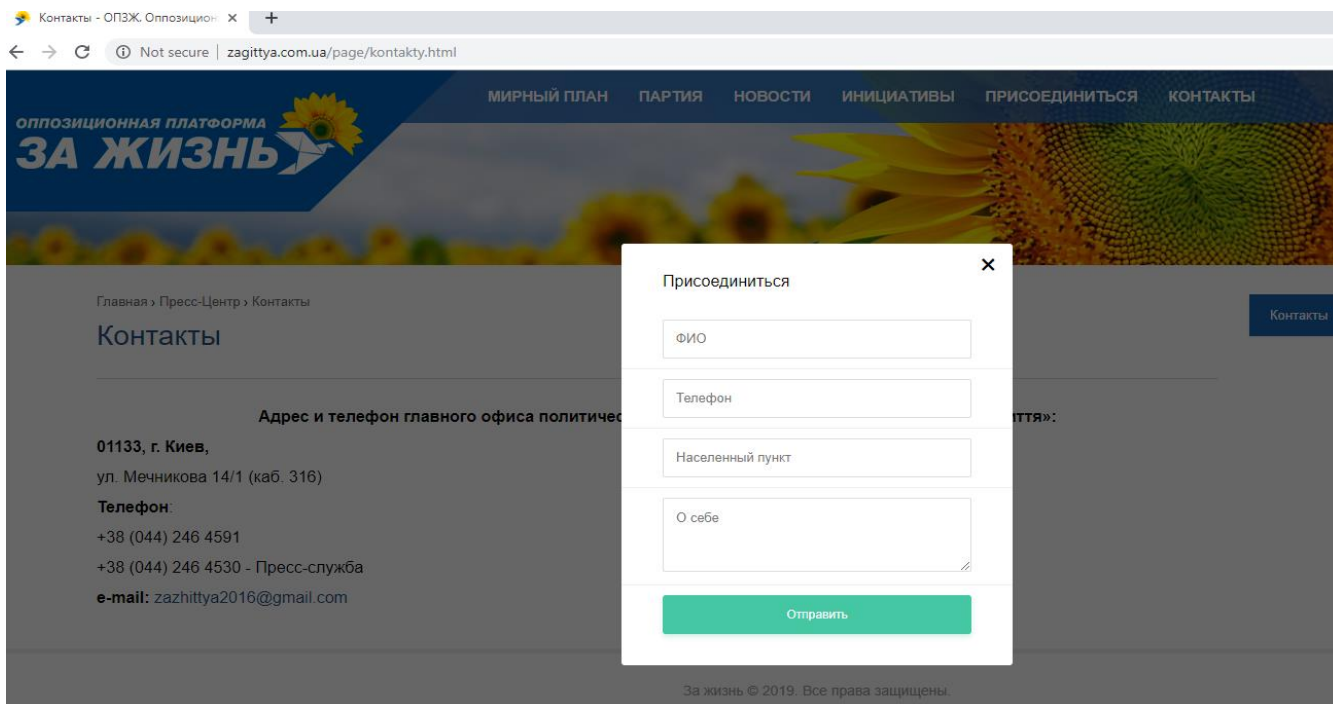 Контакты - ОПЗЖ. Оппозицион
Not secure | zagittya.com.ua/page/kontakty.html
МИРНЫЙ ПЛАН ПАРТИЯ НОВОСТИ ИНИЦИАТИВЫ ПРИСОЕДИНИТЬСЯ КОНТАКТЫ
ОППОЗИЦИОННАЯ ПЛАТФОРМА
ЗА ЖИЗНЬ
Главная › Пресс-Центр › Контакты
Контакты
Контакты
Адрес и телефон главного офиса политичес
иття»:
01133, г. Киев,
ул. Мечникова 14/1 (каб. 316)
Телефон:
+38 (044) 246 4591
+38 (044) 246 4530 - Пресс-служба
e-mail: zazhittya2016@gmail.com
Присоединиться
ФИО
Телефон
Населенный пункт
О себе
Отправить
За жизнь © 2019. Все права защищены.